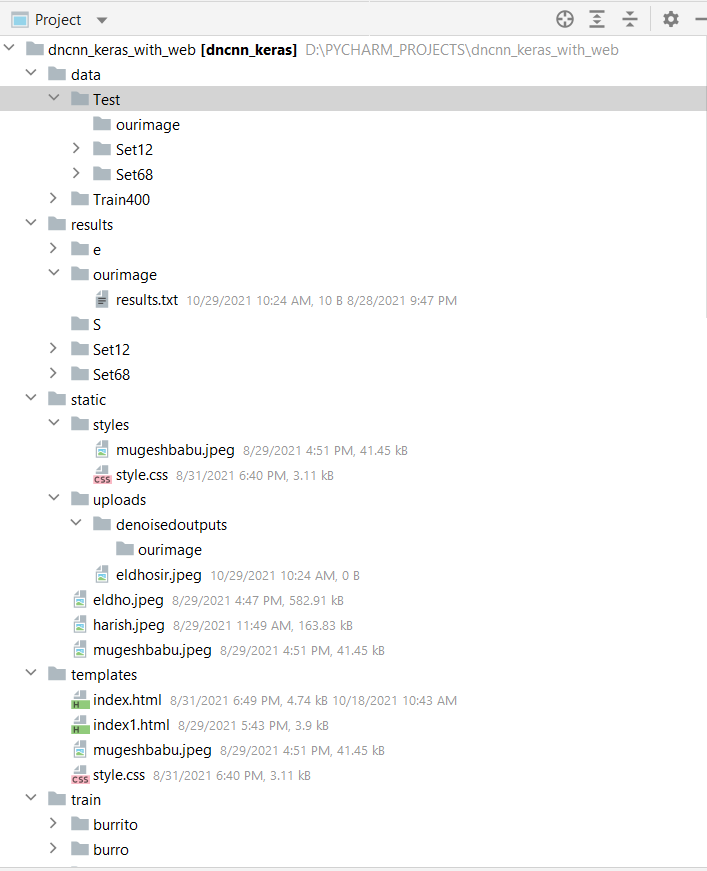 Project
dncnn_keras_with_web [dncnn_keras] D:\PYCHARM_PROJECTS\dncnn_keras_with_web
data
Test
ourimage
Set12
Set68
Train400
results
e
ourimage
results.txt 10/29/2021 10:24 AM, 10 B 8/28/2021 9:47 PM
S
Set12
Set68
static
styles
mugeshbabu.jpeg 8/29/2021 4:51 PM, 41.45 kB
style.css 8/31/2021 6:40 PM, 3.11 kB
uploads
denoisedoutputs
ourimage
eldhosir.jpeg 10/29/2021 10:24 AM, 0 B
eldho.jpeg 8/29/2021 4:47 PM, 582.91 kB
harish.jpeg 8/29/2021 11:49 AM, 163.83 kB
mugeshbabu.jpeg 8/29/2021 4:51 PM, 41.45 kB
templates
index.html 8/31/2021 6:49 PM, 4.74 kB 10/18/2021 10:43 AM
index1.html 8/29/2021 5:43 PM, 3.9 kB
mugeshbabu.jpeg 8/29/2021 4:51 PM, 41.45 kB
style.css 8/31/2021 6:40 PM, 3.11 kB
train
burrito
burro